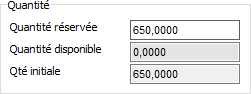 Quantité
Quantité réservée 650,0000
Quantité disponible 0,0000
Qté initiale 650,0000